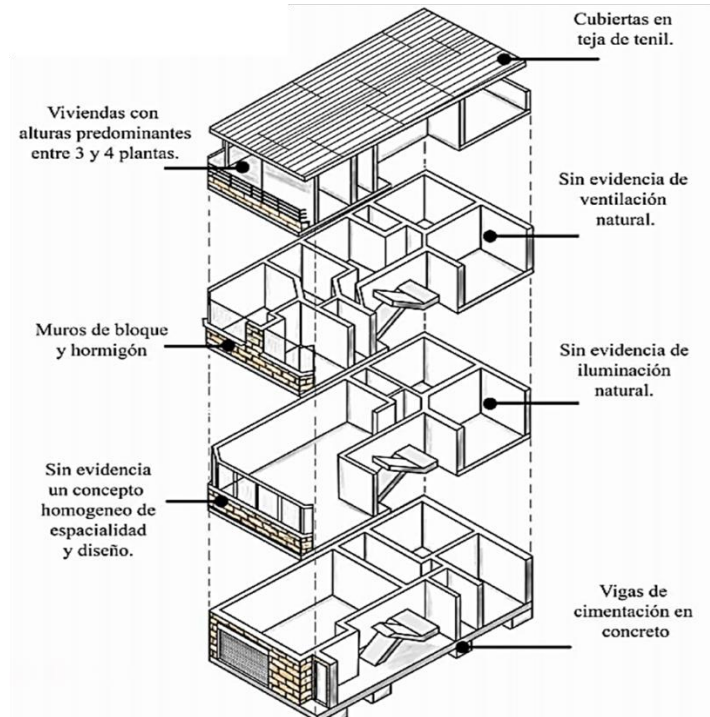 Cubiertas en
teja de tenil.
Viviendas con
alturas predominantes
entre 3 y 4 plantas.
Sin evidencia de
ventilación
natural.
Muros de bloque
y hormigón
Sin evidencia de
iluminación
natural.
Sin evidencia
un concepto
homogeneo de
espacialidad
y diseño.
Vigas de
cimentación en
concreto